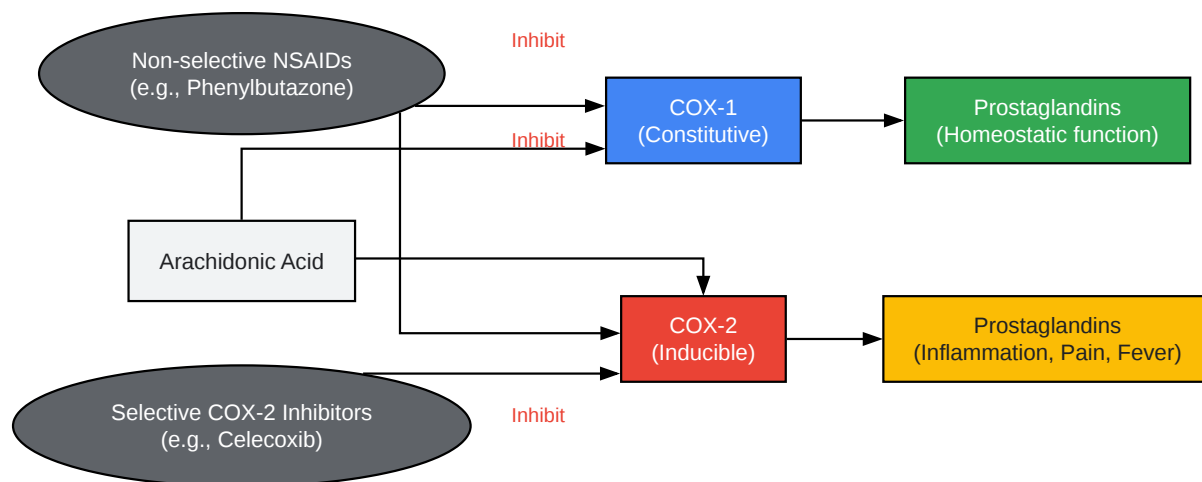 Inhibit
Non-selective NSAIDs
(e.g., Phenylbutazone)
COX-1
(Constitutive)
Prostaglandins
(Homeostatic function)
Inhibit
Arachidonic Acid
COX-2
(Inducible)
Prostaglandins
(Inflammation, Pain, Fever)
Selective COX-2 Inhibitors
(e.g., Celecoxib)
Inhibit